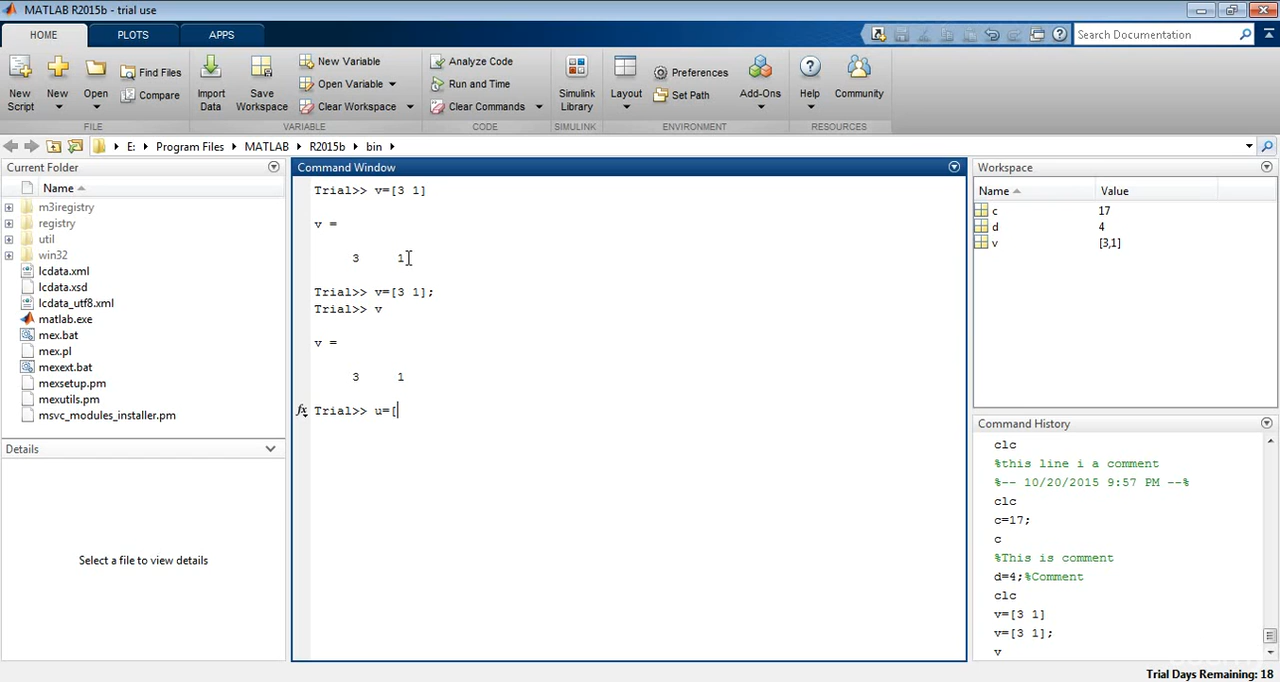 MATLAB R2015b - trial use
HOME
PLOTS
APPS
Search Documentation
New Script
New
Open
Find Files
Compare
Import Data
Save Workspace
New Variable
Open Variable
Clear Workspace
Analyze Code
Run and Time
Clear Commands
Simulink Library
Layout
Preferences
Set Path
Add-Ons
Help
Community
FILE
VARIABLE
CODE
SIMULINK
ENVIRONMENT
RESOURCES
E: ▸ Program Files ▸ MATLAB ▸ R2015b ▸ bin ▸
Current Folder
Name
m3iregistry
registry
util
win32
lcdata.xml
lcdata.xsd
lcdata_utf8.xml
matlab.exe
mex.bat
mex.pl
mexext.bat
mexsetup.pm
mexutils.pm
msvc_modules_installer.pm
Details
Select a file to view details
Command Window
Trial>> v=[3 1]
v =
3 1
Trial>> v=[3 1];
Trial>> v
v =
3 1
fx Trial>> u=[
Workspace
Name Value
c 17
d 4
v [3,1]
Command History
clc
%this line i a comment
%-- 10/20/2015 9:57 PM --%
clc
c=17;
c
%This is comment
d=4;%Comment
clc
v=[3 1]
v=[3 1];
v
Trial Days Remaining: 18